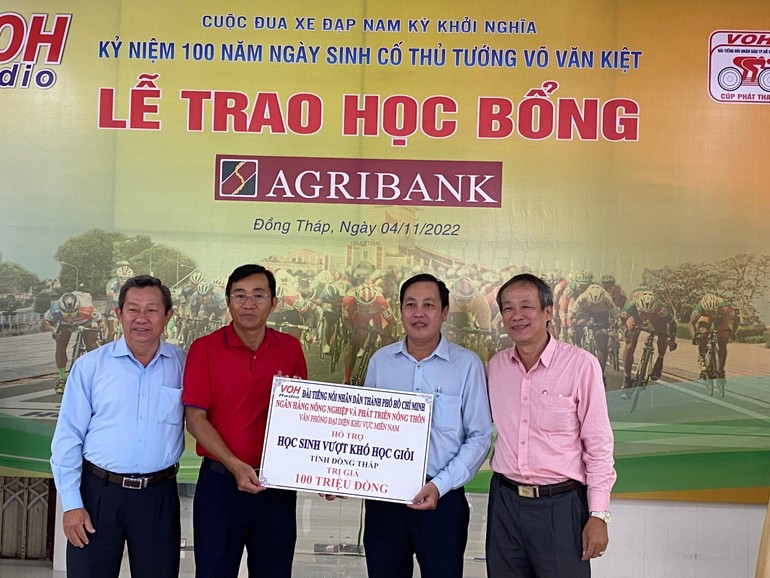 VOH
Radio
CUỘC ĐUA XE ĐẠP NAM KỲ KHỞI NGHĨA
KỶ NIỆM 100 NĂM NGÀY SINH CỐ THỦ TƯỚNG VÕ VĂN KIỆT
LỄ TRAO HỌC BỔNG
AGRIBANK
Đồng Tháp, Ngày 04/11/2022
VOH
CÚP PHÁT THA
VOH
Radio
ĐÀI TIẾNG NÓI NHÂN DÂN THÀNH PHỐ HỒ CHÍ MINH
NGÂN HÀNG NÔNG NGHIỆP VÀ PHÁT TRIỂN NÔNG THÔN
VĂN PHÒNG ĐẠI DIỆN KHU VỰC MIỀN NAM
HỖ TRỢ
HỌC SINH VƯỢT KHÓ HỌC GIỎI
TỈNH ĐỒNG THÁP
TRỊ GIÁ
100 TRIỆU ĐỒNG